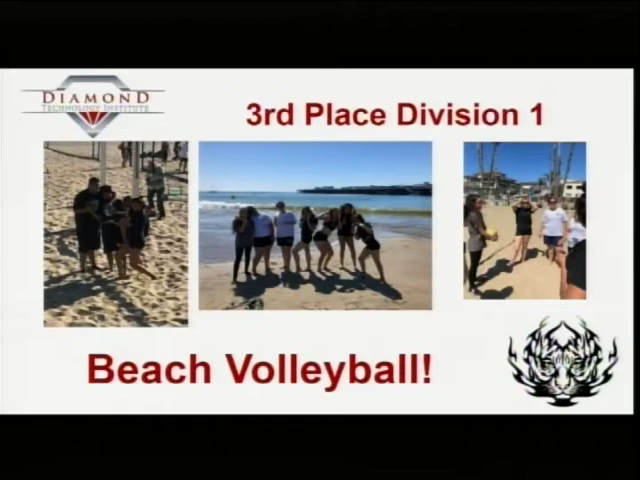 DIAMOND
TECHNOLOGY INSTITUTE
3rd Place Division 1
Beach Volleyball!